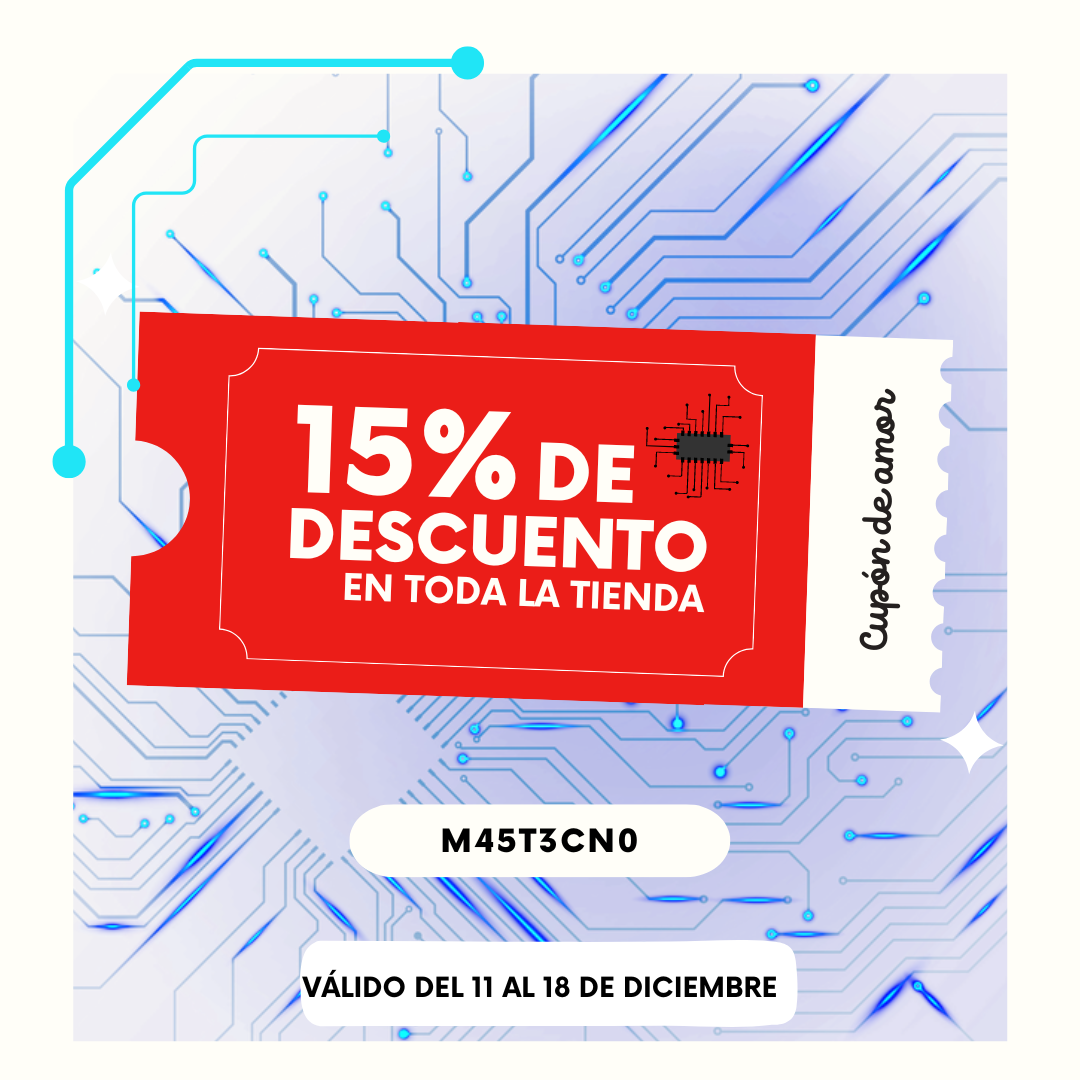 15% DE
DESCUENTO
EN TODA LA TIENDA
Cupón de amor
M45T3CN0
VÁLIDO DEL 11 AL 18 DE DICIEMBRE